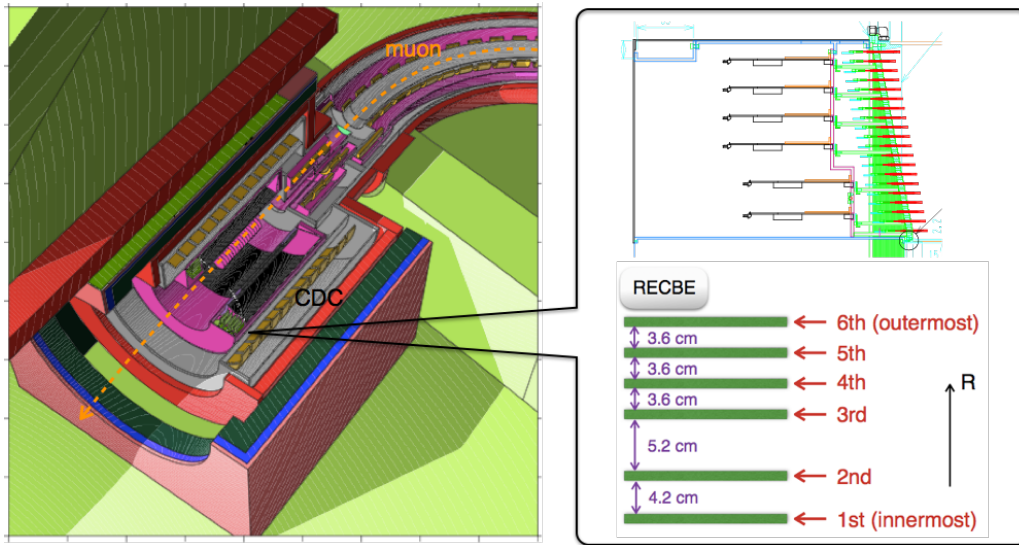 muon
CDC
RECBE
6th (outermost)
3.6 cm
5th
3.6 cm
4th
3.6 cm
3rd
5.2 cm
2nd
4.2 cm
1st (innermost)
R